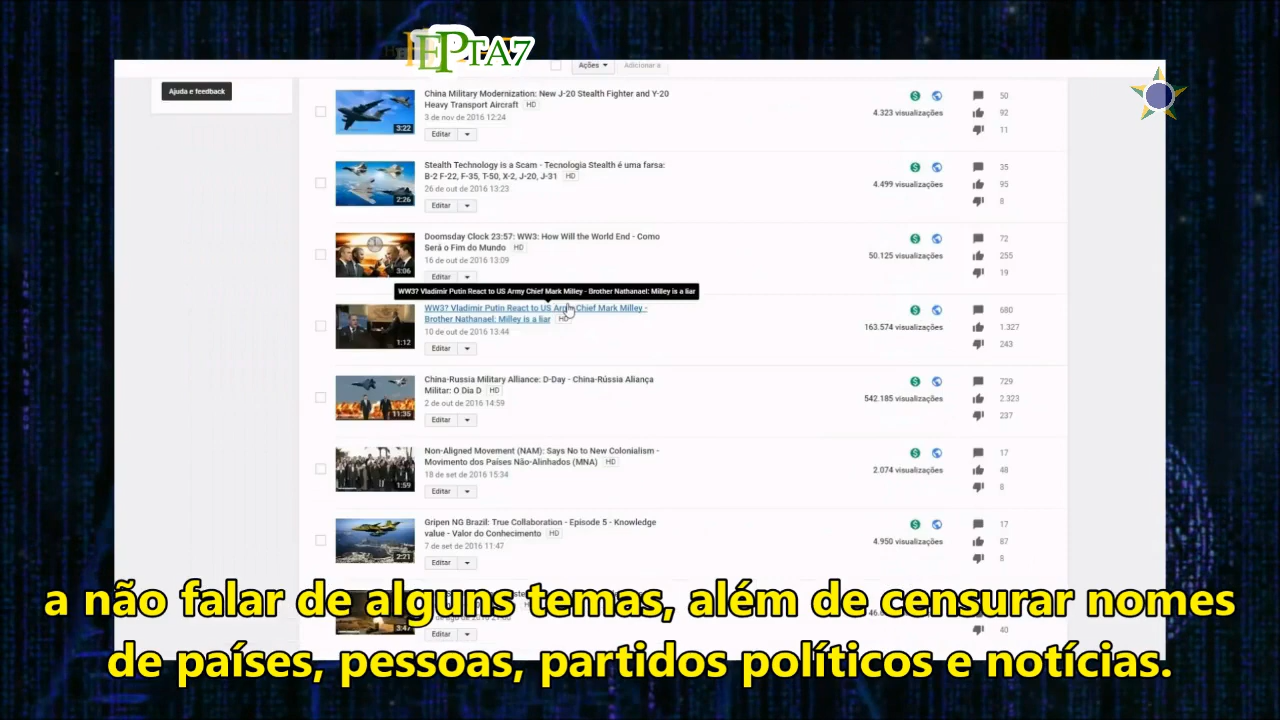 HEPTA7
Ações
Adicionar a
Ajuda e feedback
China Military Modernization: New J-20 Stealth Fighter and Y-20
Heavy Transport Aircraft HD
3 de nov de 2016 12:24
Editar
3:22
4.323 visualizações
50
92
11
Stealth Technology is a Scam - Tecnologia Stealth é uma farsa:
B-2 F-22, F-35, T-50, X-2, J-20, J-31 HD
26 de out de 2016 13:23
Editar
2:26
4.499 visualizações
35
95
8
Doomsday Clock 23:57: WW3: How Will the World End - Como
Será o Fim do Mundo HD
16 de out de 2016 13:09
Editar
3:06
50.125 visualizações
72
255
19
WW3? Vladimir Putin React to US Army Chief Mark Milley - Brother Nathanael: Milley is a liar
WW3? Vladimir Putin React to US Army Chief Mark Milley -
Brother Nathanael: Milley is a liar HD
10 de out de 2016 13:44
Editar
1:12
163.574 visualizações
680
1.327
243
China-Russia Military Alliance: D-Day - China-Rússia Aliança
Militar: O Dia D HD
2 de out de 2016 14:59
Editar
11:35
542.185 visualizações
729
2.323
237
Non-Aligned Movement (NAM): Says No to New Colonialism -
Movimento dos Países Não-Alinhados (MNA) HD
18 de set de 2016 15:34
Editar
1:59
2.074 visualizações
17
48
8
Gripen NG Brazil: True Collaboration - Episode 5 - Knowledge
value - Valor do Conhecimento HD
7 de set de 2016 11:47
Editar
2:21
4.950 visualizações
17
87
8
Editar
3:47
40
a não falar de alguns temas, além de censurar nomes
de países, pessoas, partidos políticos e notícias.